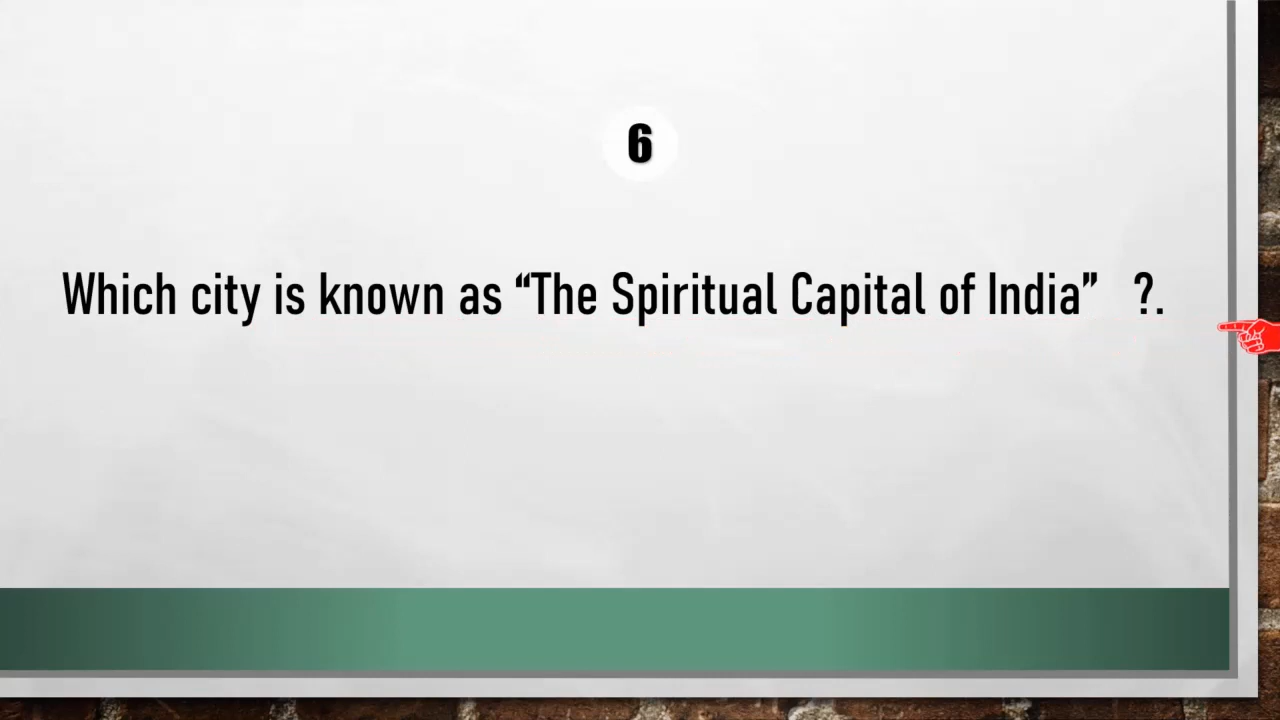 6
Which city is known as “The Spiritual Capital of India” ?.